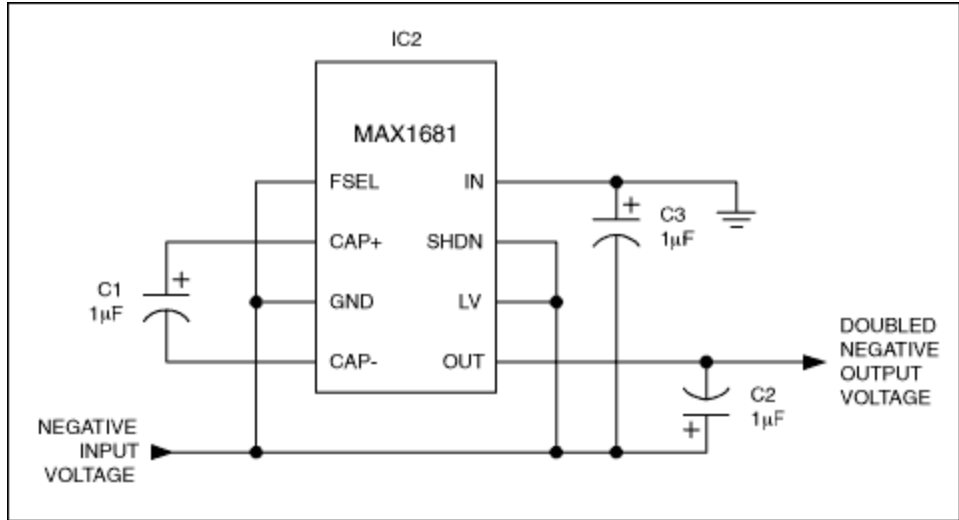 IC2
MAX1681
FSEL
IN
CAP+
SHDN
GND
LV
CAP-
OUT
+
C1
1μF
+
C3
1μF
C2
1μF
+
NEGATIVE
INPUT
VOLTAGE
DOUBLED
NEGATIVE
OUTPUT
VOLTAGE